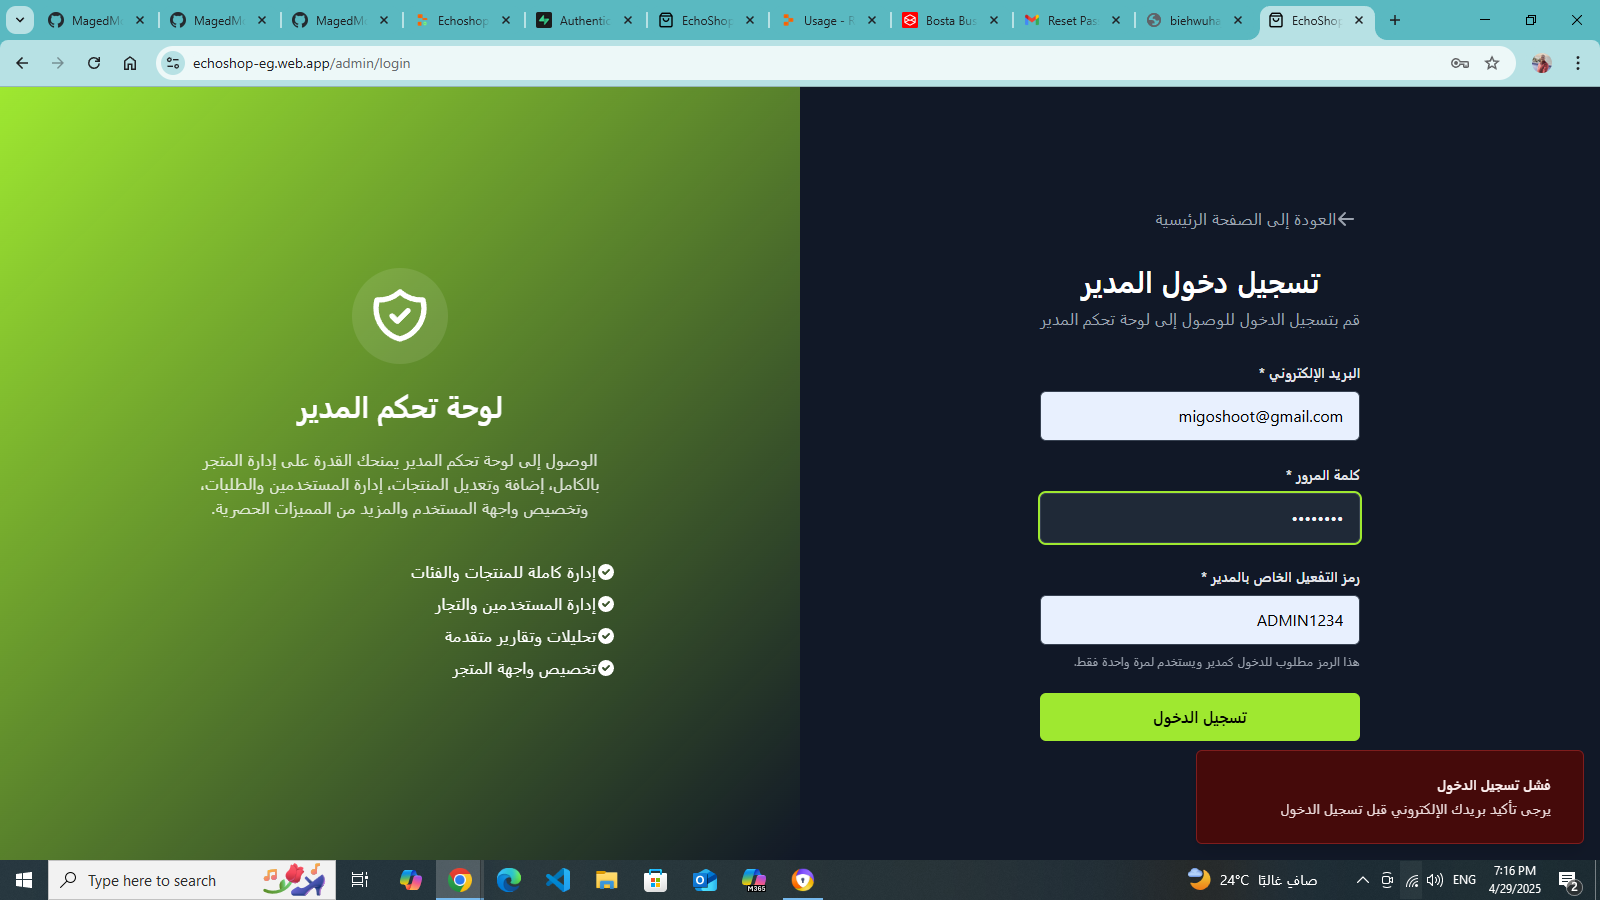 MagedMo
MagedMo
MagedMo
Echoshop
Authentic
EchoShop
Usage - R
Bosta Bus
Reset Pas
biehwuha
EchoShop
echoshop-eg.web.app/admin/login
العودة إلى الصفحة الرئيسية
تسجيل دخول المدير
قم بتسجيل الدخول للوصول إلى لوحة تحكم المدير
البريد الإلكتروني *
migoshoot@gmail.com
كلمة المرور *
••••••••
رمز التفعيل الخاص بالمدير *
ADMIN1234
هذا الرمز مطلوب للدخول كمدير ويستخدم لمرة واحدة فقط.
تسجيل الدخول
لوحة تحكم المدير
الوصول إلى لوحة تحكم المدير يمنحك القدرة على إدارة المتجر
بالكامل، إضافة وتعديل المنتجات، إدارة المستخدمين والطلبات،
وتخصيص واجهة المستخدم والمزيد من المميزات الحصرية.
إدارة كاملة للمنتجات والفئات
إدارة المستخدمين والتجار
تحليلات وتقارير متقدمة
تخصيص واجهة المتجر
فشل تسجيل الدخول
يرجى تأكيد بريدك الإلكتروني قبل تسجيل الدخول
Type here to search
M365
24°C صافٍ غالبًا
ENG
7:16 PM
4/29/2025
2